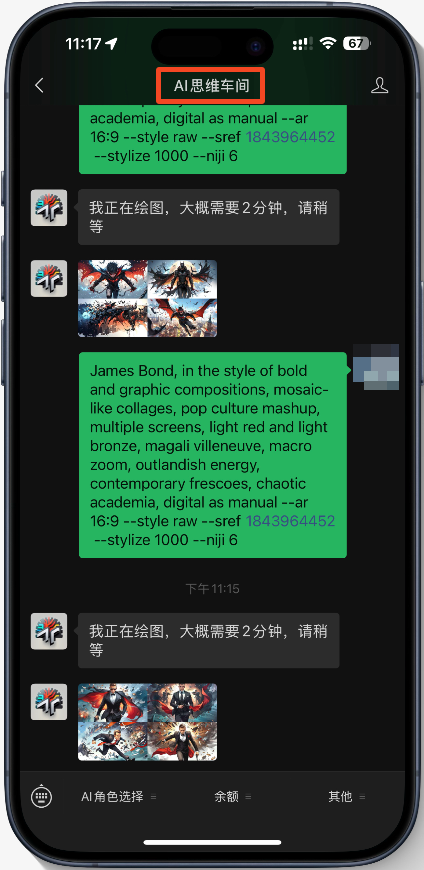 11:17
67
AI思维车间
academia, digital as manual --ar
16:9 --style raw --sref 1843964452
--stylize 1000 --niji 6
我正在绘图，大概需要2分钟，请稍
等
James Bond, in the style of bold
and graphic compositions, mosaic-
like collages, pop culture mashup,
multiple screens, light red and light
bronze, magali villeneuve, macro
zoom, outlandish energy,
contemporary frescoes, chaotic
academia, digital as manual --ar
16:9 --style raw --sref 1843964452
--stylize 1000 --niji 6
下午11:15
我正在绘图，大概需要2分钟，请稍
等
AI角色选择 余额 其他